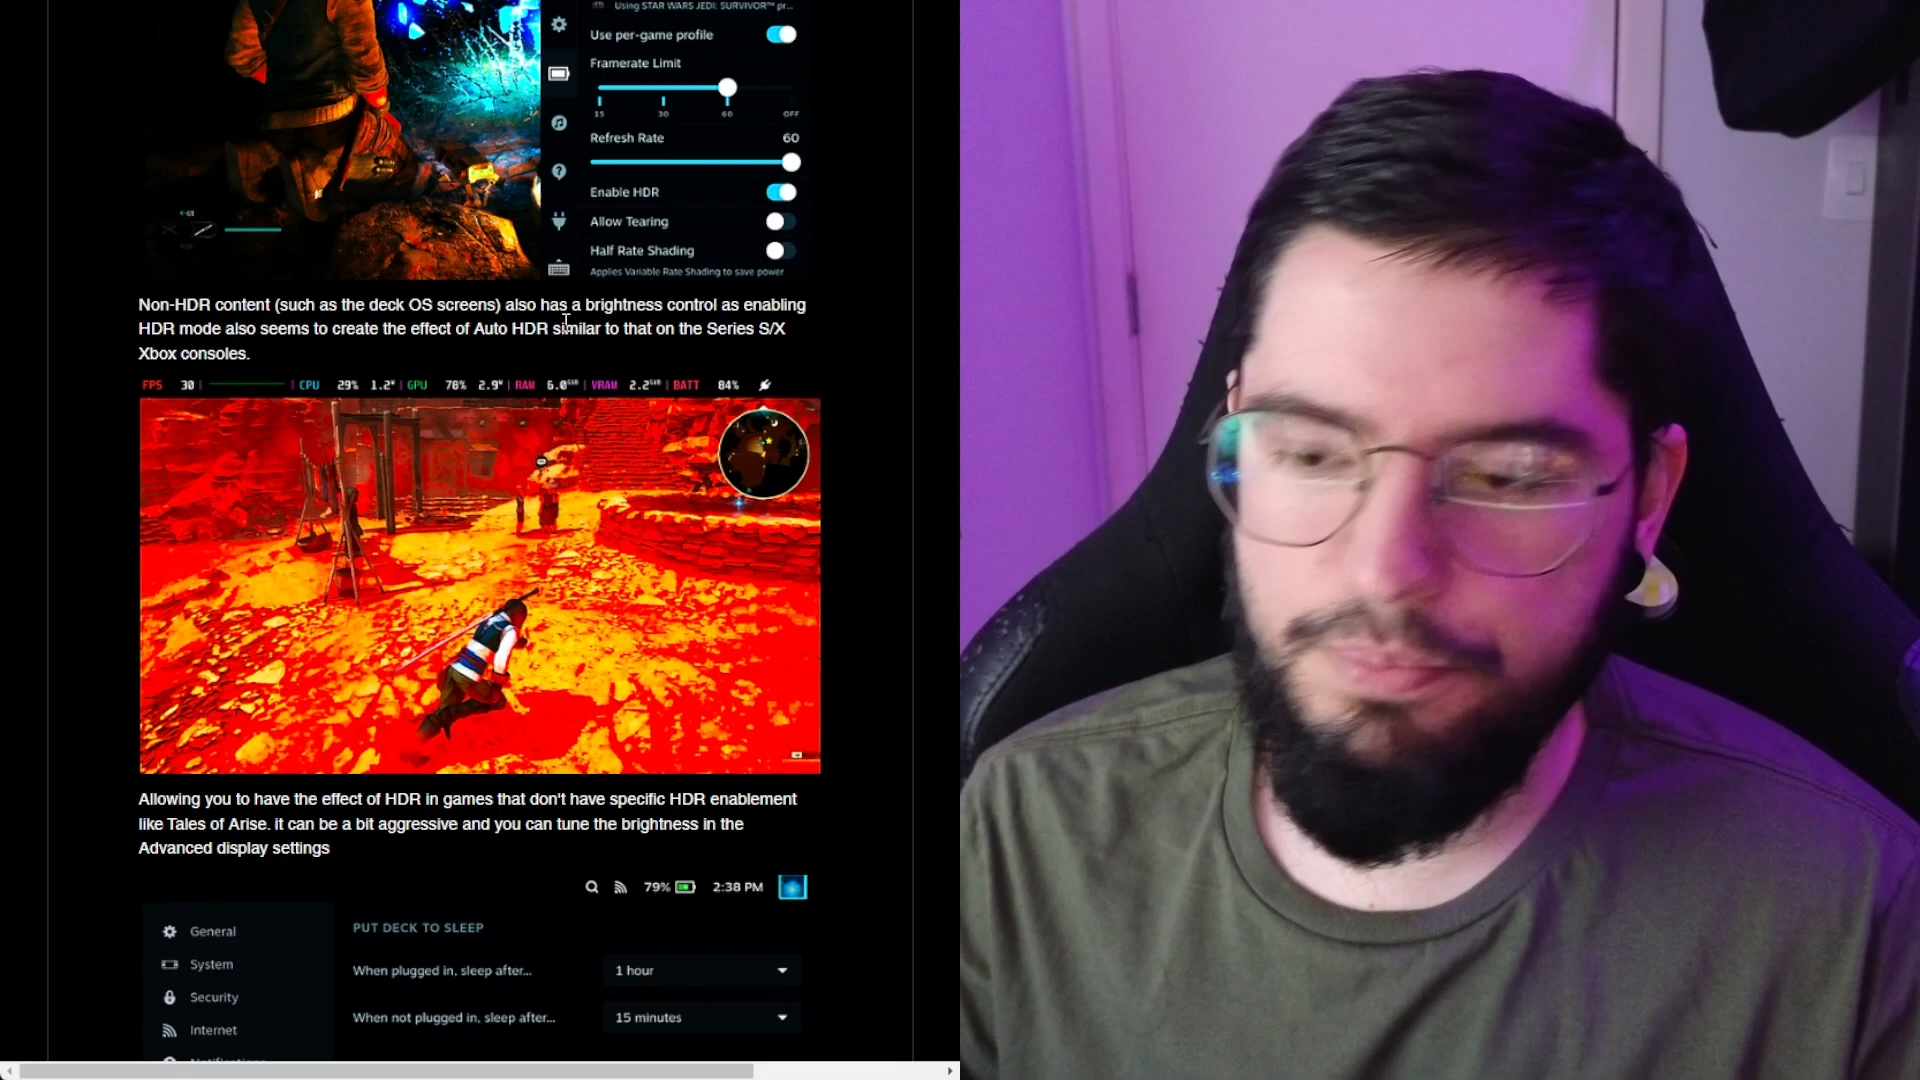 Using STAR WARS JEDI: SURVIVOR™ pr...
Use per-game profile
Framerate Limit
15 30 60 OFF
Refresh Rate 60
Enable HDR
Allow Tearing
Half Rate Shading
Applies Variable Rate Shading to save power
Non-HDR content (such as the deck OS screens) also has a brightness control as enabling
HDR mode also seems to create the effect of Auto HDR similar to that on the Series S/X
Xbox consoles.
FPS 30 | | CPU 29% 1.2W | GPU 78% 2.9W | RAM 6.0GiB | VRAM 2.2GiB | BATT 84%
Allowing you to have the effect of HDR in games that don't have specific HDR enablement
like Tales of Arise. it can be a bit aggressive and you can tune the brightness in the
Advanced display settings
79% 2:38 PM
General
System
Security
Internet
PUT DECK TO SLEEP
When plugged in, sleep after... 1 hour
When not plugged in, sleep after... 15 minutes